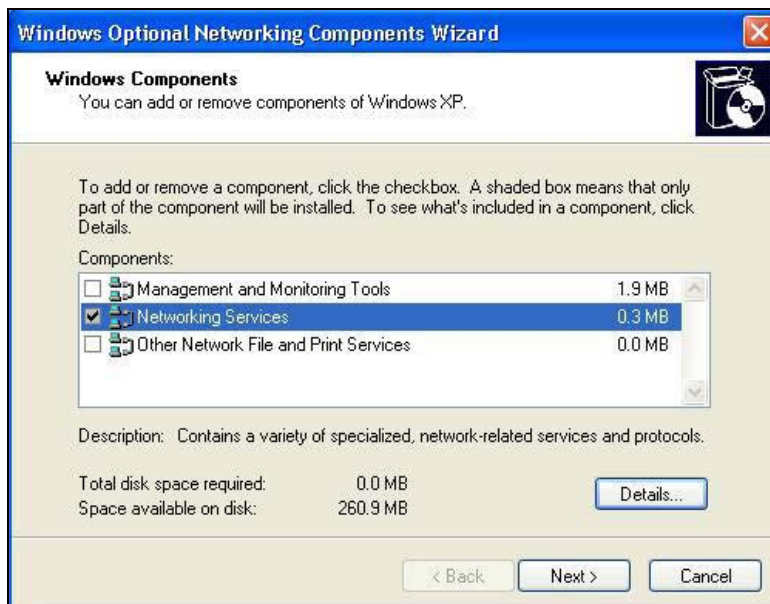 Windows Optional Networking Components Wizard
Windows Components
You can add or remove components of Windows XP.
To add or remove a component, click the checkbox. A shaded box means that only
part of the component will be installed. To see what's included in a component, click
Details.
Components:
Management and Monitoring Tools 1.9 MB
Networking Services 0.3 MB
Other Network File and Print Services 0.0 MB
Description: Contains a variety of specialized, network-related services and protocols.
Total disk space required: 0.0 MB
Space available on disk: 260.9 MB
Details...
< Back Next > Cancel